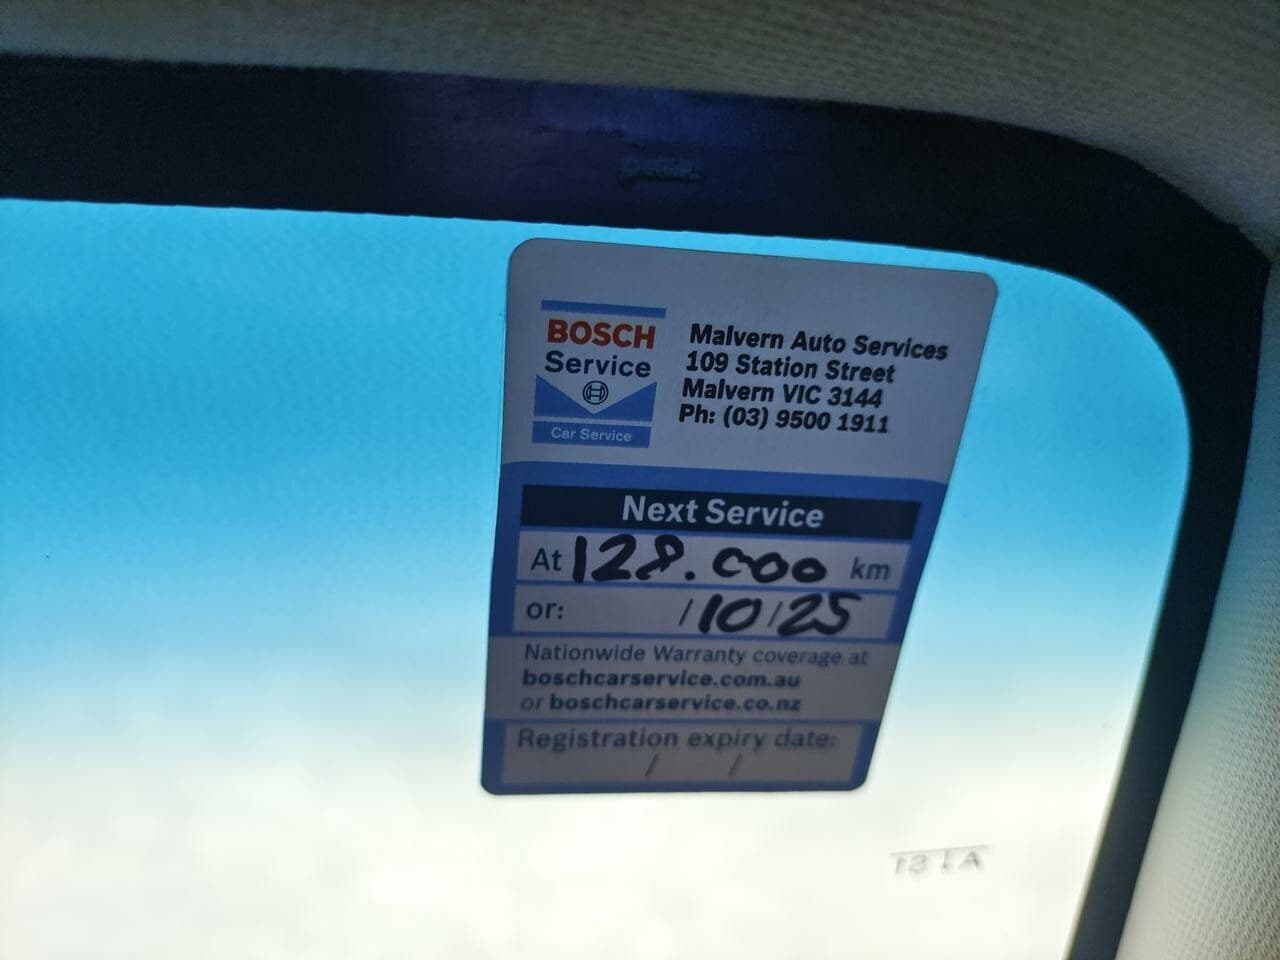 BOSCH
Service
Car Service
Malvern Auto Services
109 Station Street
Malvern VIC 3144
Ph: (03) 9500 1911
Next Service
At 128.000 km
or: /10/25
Nationwide Warranty coverage at
boschcarservice.com.au
or boschcarservice.co.nz
Registration expiry date:
/ /